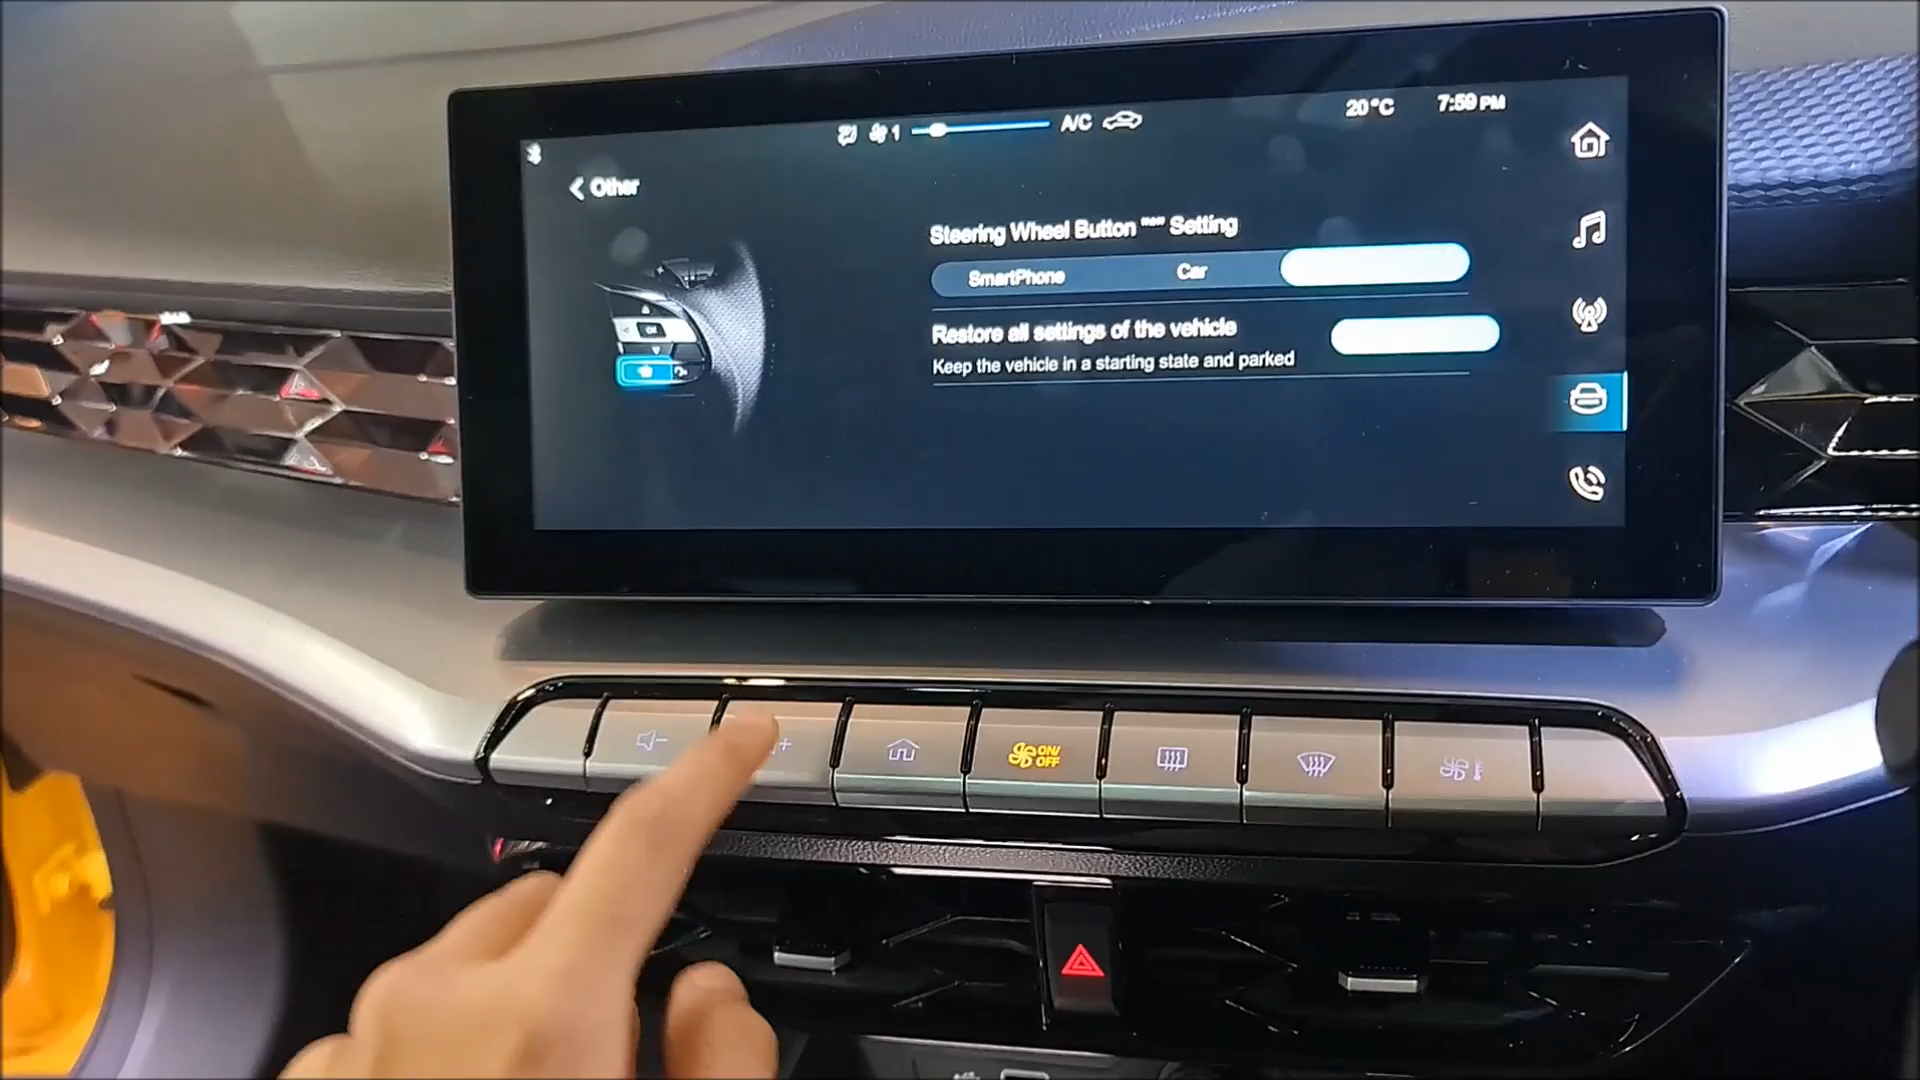 1 A/C 20°C 7:59 PM
Other
Steering Wheel Button "" Setting
SmartPhone Car
Restore all settings of the vehicle
Keep the vehicle in a starting state and parked
OK
- + ON/
OFF